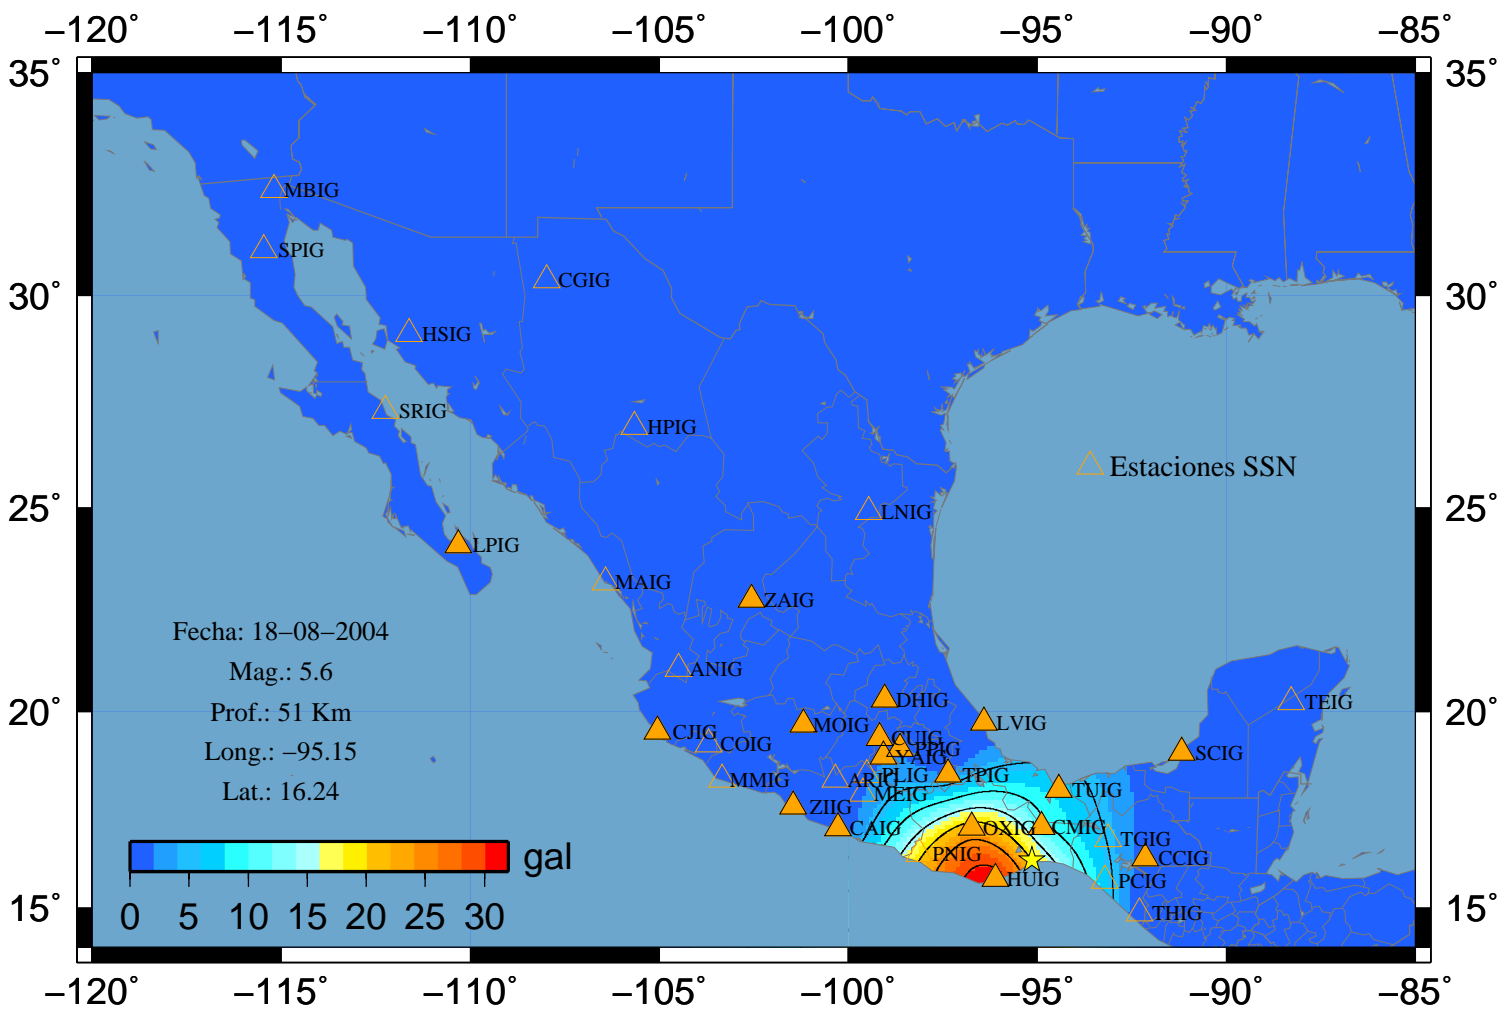 −120° −115° −110° −105° −100° −95° −90° −85°
35° 35°
MBIG
SPIG
CGIG
30° 30°
HSIG
SRIG
HPIG
Estaciones SSN
25° 25°
LNIG
LPIG
MAIG
ZAIG
Fecha: 18−08−2004
Mag.: 5.6
ANIG
DHIG
TEIG
Prof.: 51 Km
20° 20°
MOIG
LVIG
CJIG
COIG
CUIG
PPIG
YAIG
SCIG
Long.: −95.15
MMIG
ARIG
PLIG
TPIG
Lat.: 16.24
MEIG
TUIG
ZIIG
CAIG
OXIG
CMIG
TGIG
PNIG
CCIG
gal
HUIG
PCIG
15° 15°
THIG
0 5 10 15 20 25 30
−120° −115° −110° −105° −100° −95° −90° −85°